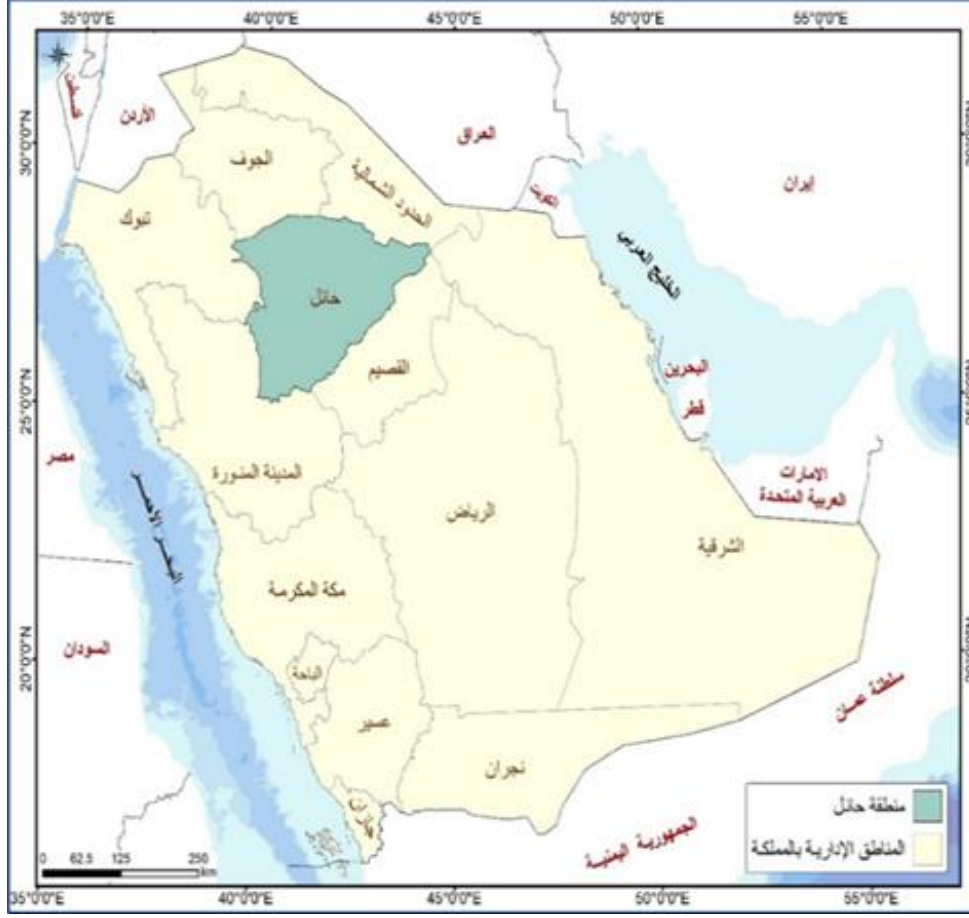 35°0'0"E 40°0'0"E 45°0'0"E 50°0'0"E 55°0'0"E
30°0'0"N
25°0'0"N
20°0'0"N
فلسطين
الأردن
العراق
إيران
الكويت
الجوف
الحدود الشمالية
تبوك
حائل
الخليج العربي
القصيم
البحرين
قطر
مصر
المدينة المنورة
الرياض
الامارات
العربية المتحدة
الشرقية
البحر الأحمر
مكة المكرمة
السودان
الباحة
عسير
سلطنة عمان
نجران
جازان
الجمهورية اليمنية
منطقة حائل
المناطق الإدارية بالمملكة
0 62.5 125 250
km
35°0'0"E 40°0'0"E 45°0'0"E 50°0'0"E 55°0'0"E